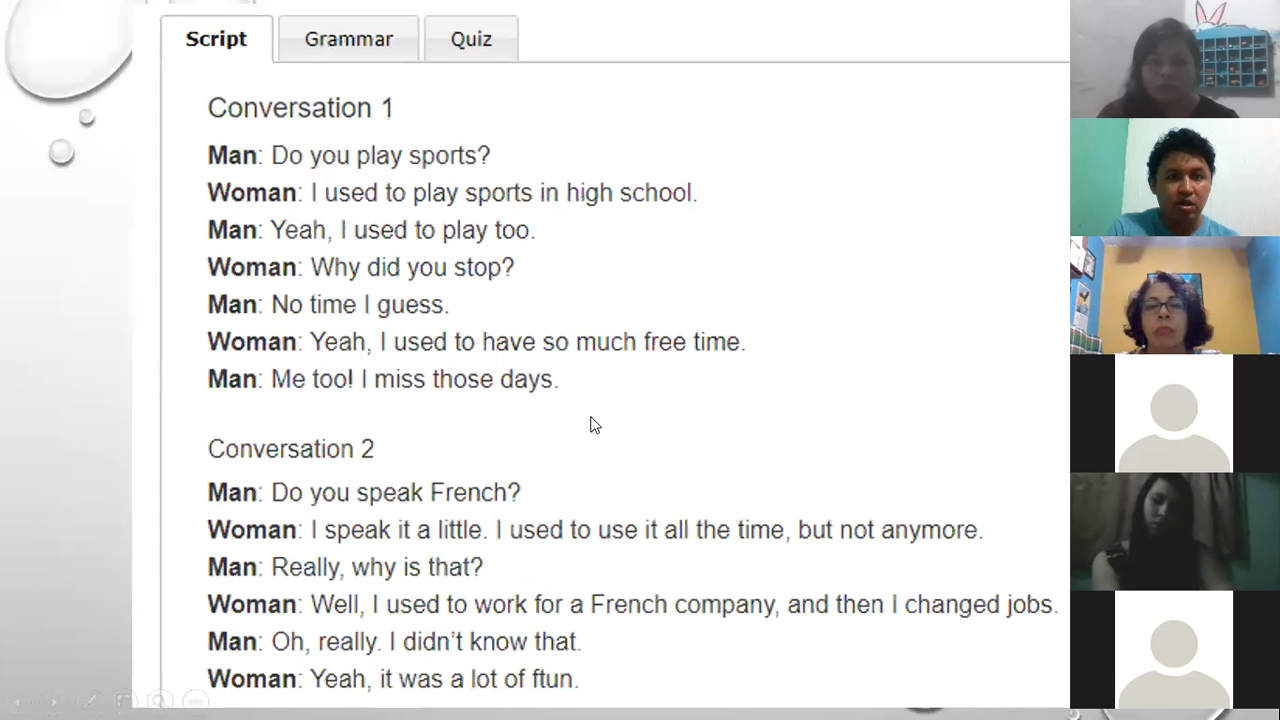 Script Grammar Quiz
Conversation 1
Man: Do you play sports?
Woman: I used to play sports in high school.
Man: Yeah, I used to play too.
Woman: Why did you stop?
Man: No time I guess.
Woman: Yeah, I used to have so much free time.
Man: Me too! I miss those days.
Conversation 2
Man: Do you speak French?
Woman: I speak it a little. I used to use it all the time, but not anymore.
Man: Really, why is that?
Woman: Well, I used to work for a French company, and then I changed jobs.
Man: Oh, really. I didn’t know that.
Woman: Yeah, it was a lot of ftun.